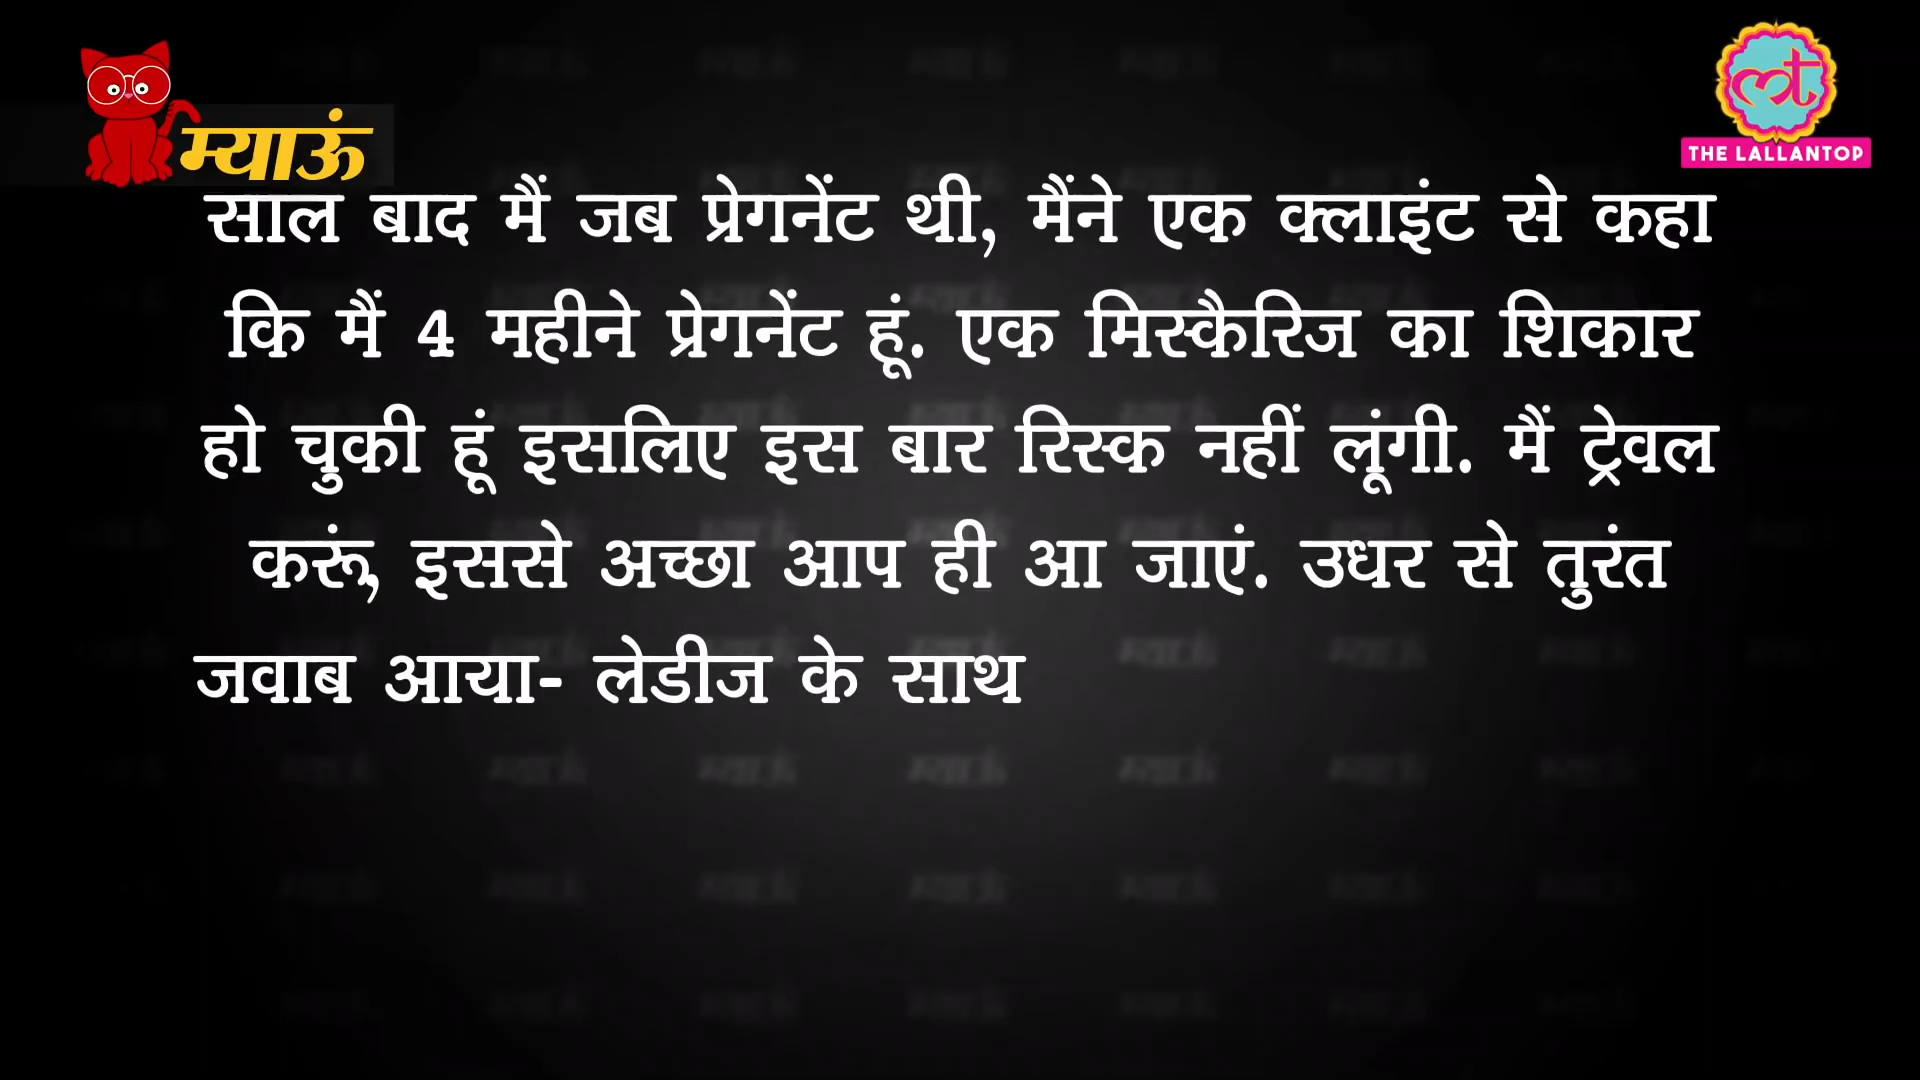 म्याऊं
THE LALLANTOP
साल बाद मैं जब प्रेगनेंट थी, मैंने एक क्लाइंट से कहा
कि मैं 4 महीने प्रेगनेंट हूं. एक मिस्कैरिज का शिकार
हो चुकी हूं इसलिए इस बार रिस्क नहीं लूंगी. मैं ट्रेवल
करूं, इससे अच्छा आप ही आ जाएं. उधर से तुरंत
जवाब आया- लेडीज के साथ